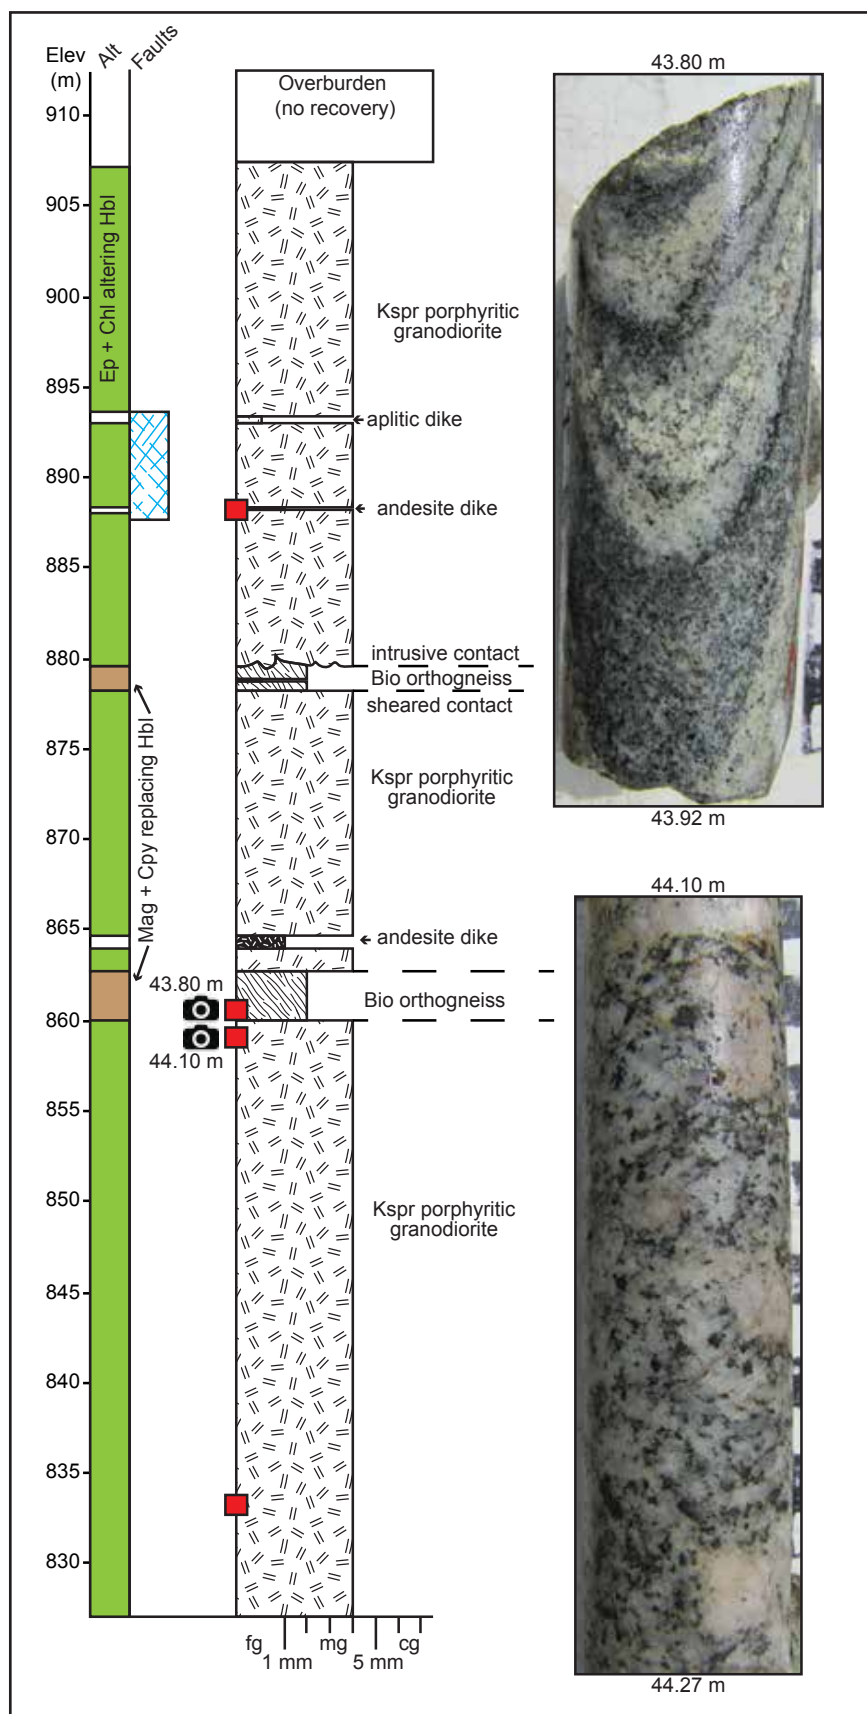 Elev
(m)
Alt
Faults
910
905
900
895
890
885
880
875
870
865
860
855
850
845
840
835
830
Ep + Chl altering Hbl
Mag + Cpy replacing Hbl
Overburden
(no recovery)
Kspr porphyritic
granodiorite
aplitic dike
andesite dike
intrusive contact
Bio orthogneiss
sheared contact
Kspr porphyritic
granodiorite
andesite dike
43.80 m
Bio orthogneiss
44.10 m
Kspr porphyritic
granodiorite
fg mg cg
1 mm 5 mm
43.80 m
43.92 m
44.10 m
44.27 m